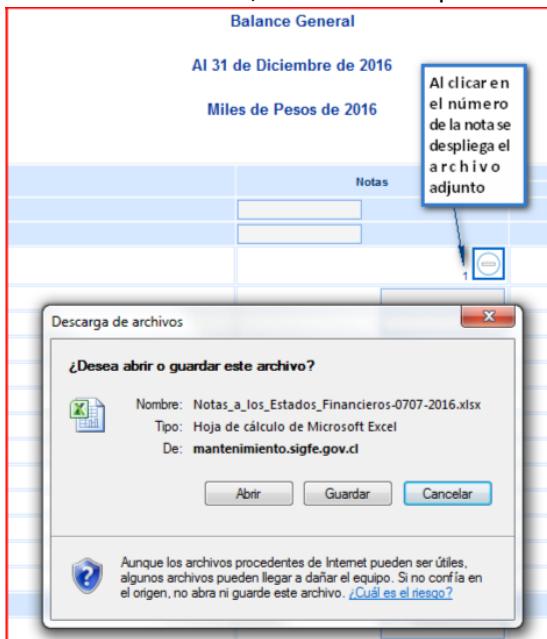 Balance General
Al 31 de Diciembre de 2016
Miles de Pesos de 2016
Al clicar en
el número
de la nota se
despliega el
archivo
adjunto
Notas
1
Descarga de archivos
¿Desea abrir o guardar este archivo?
Nombre: Notas_a_los_Estados_Financieros-0707-2016.xlsx
Tipo: Hoja de cálculo de Microsoft Excel
De: mantenimiento.sigfe.gov.cl
Abrir Guardar Cancelar
Aunque los archivos procedentes de Internet pueden ser útiles,
algunos archivos pueden llegar a dañar el equipo. Si no confía en
el origen, no abra ni guarde este archivo. ¿Cuál es el riesgo?